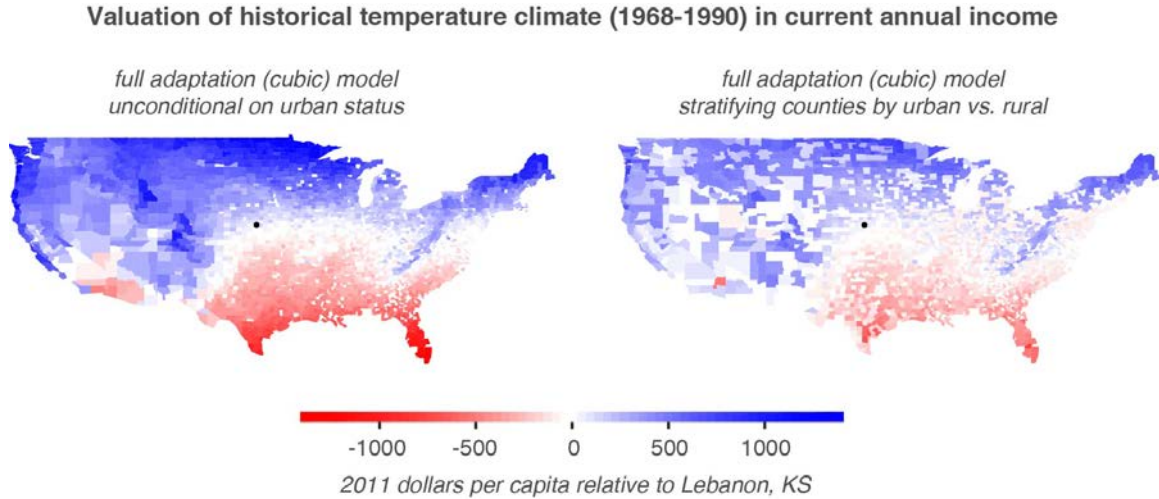 Valuation of historical temperature climate (1968-1990) in current annual income
full adaptation (cubic) model
unconditional on urban status
full adaptation (cubic) model
stratifying counties by urban vs. rural
-1000 -500 0 500 1000
2011 dollars per capita relative to Lebanon, KS